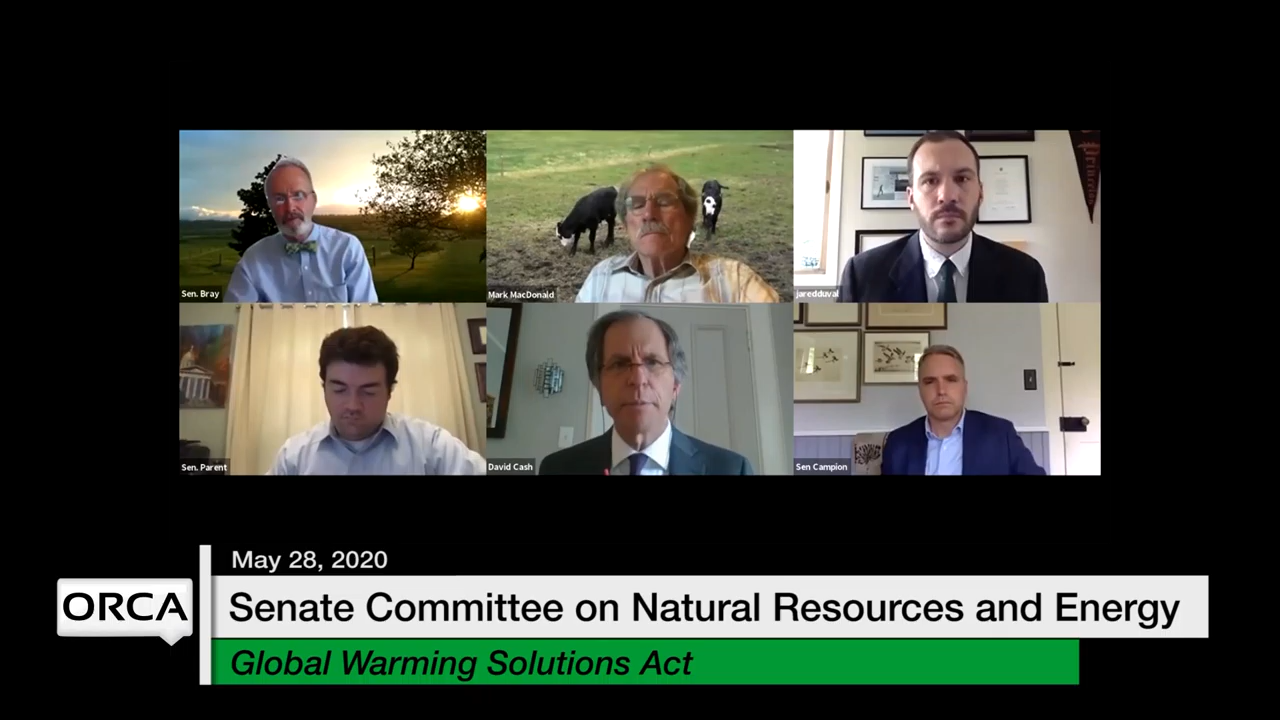 Sen. Bray
Mark MacDonald
jaredduval
Sen. Parent
David Cash
Sen Campion
May 28, 2020
ORCA
Senate Committee on Natural Resources and Energy
Global Warming Solutions Act